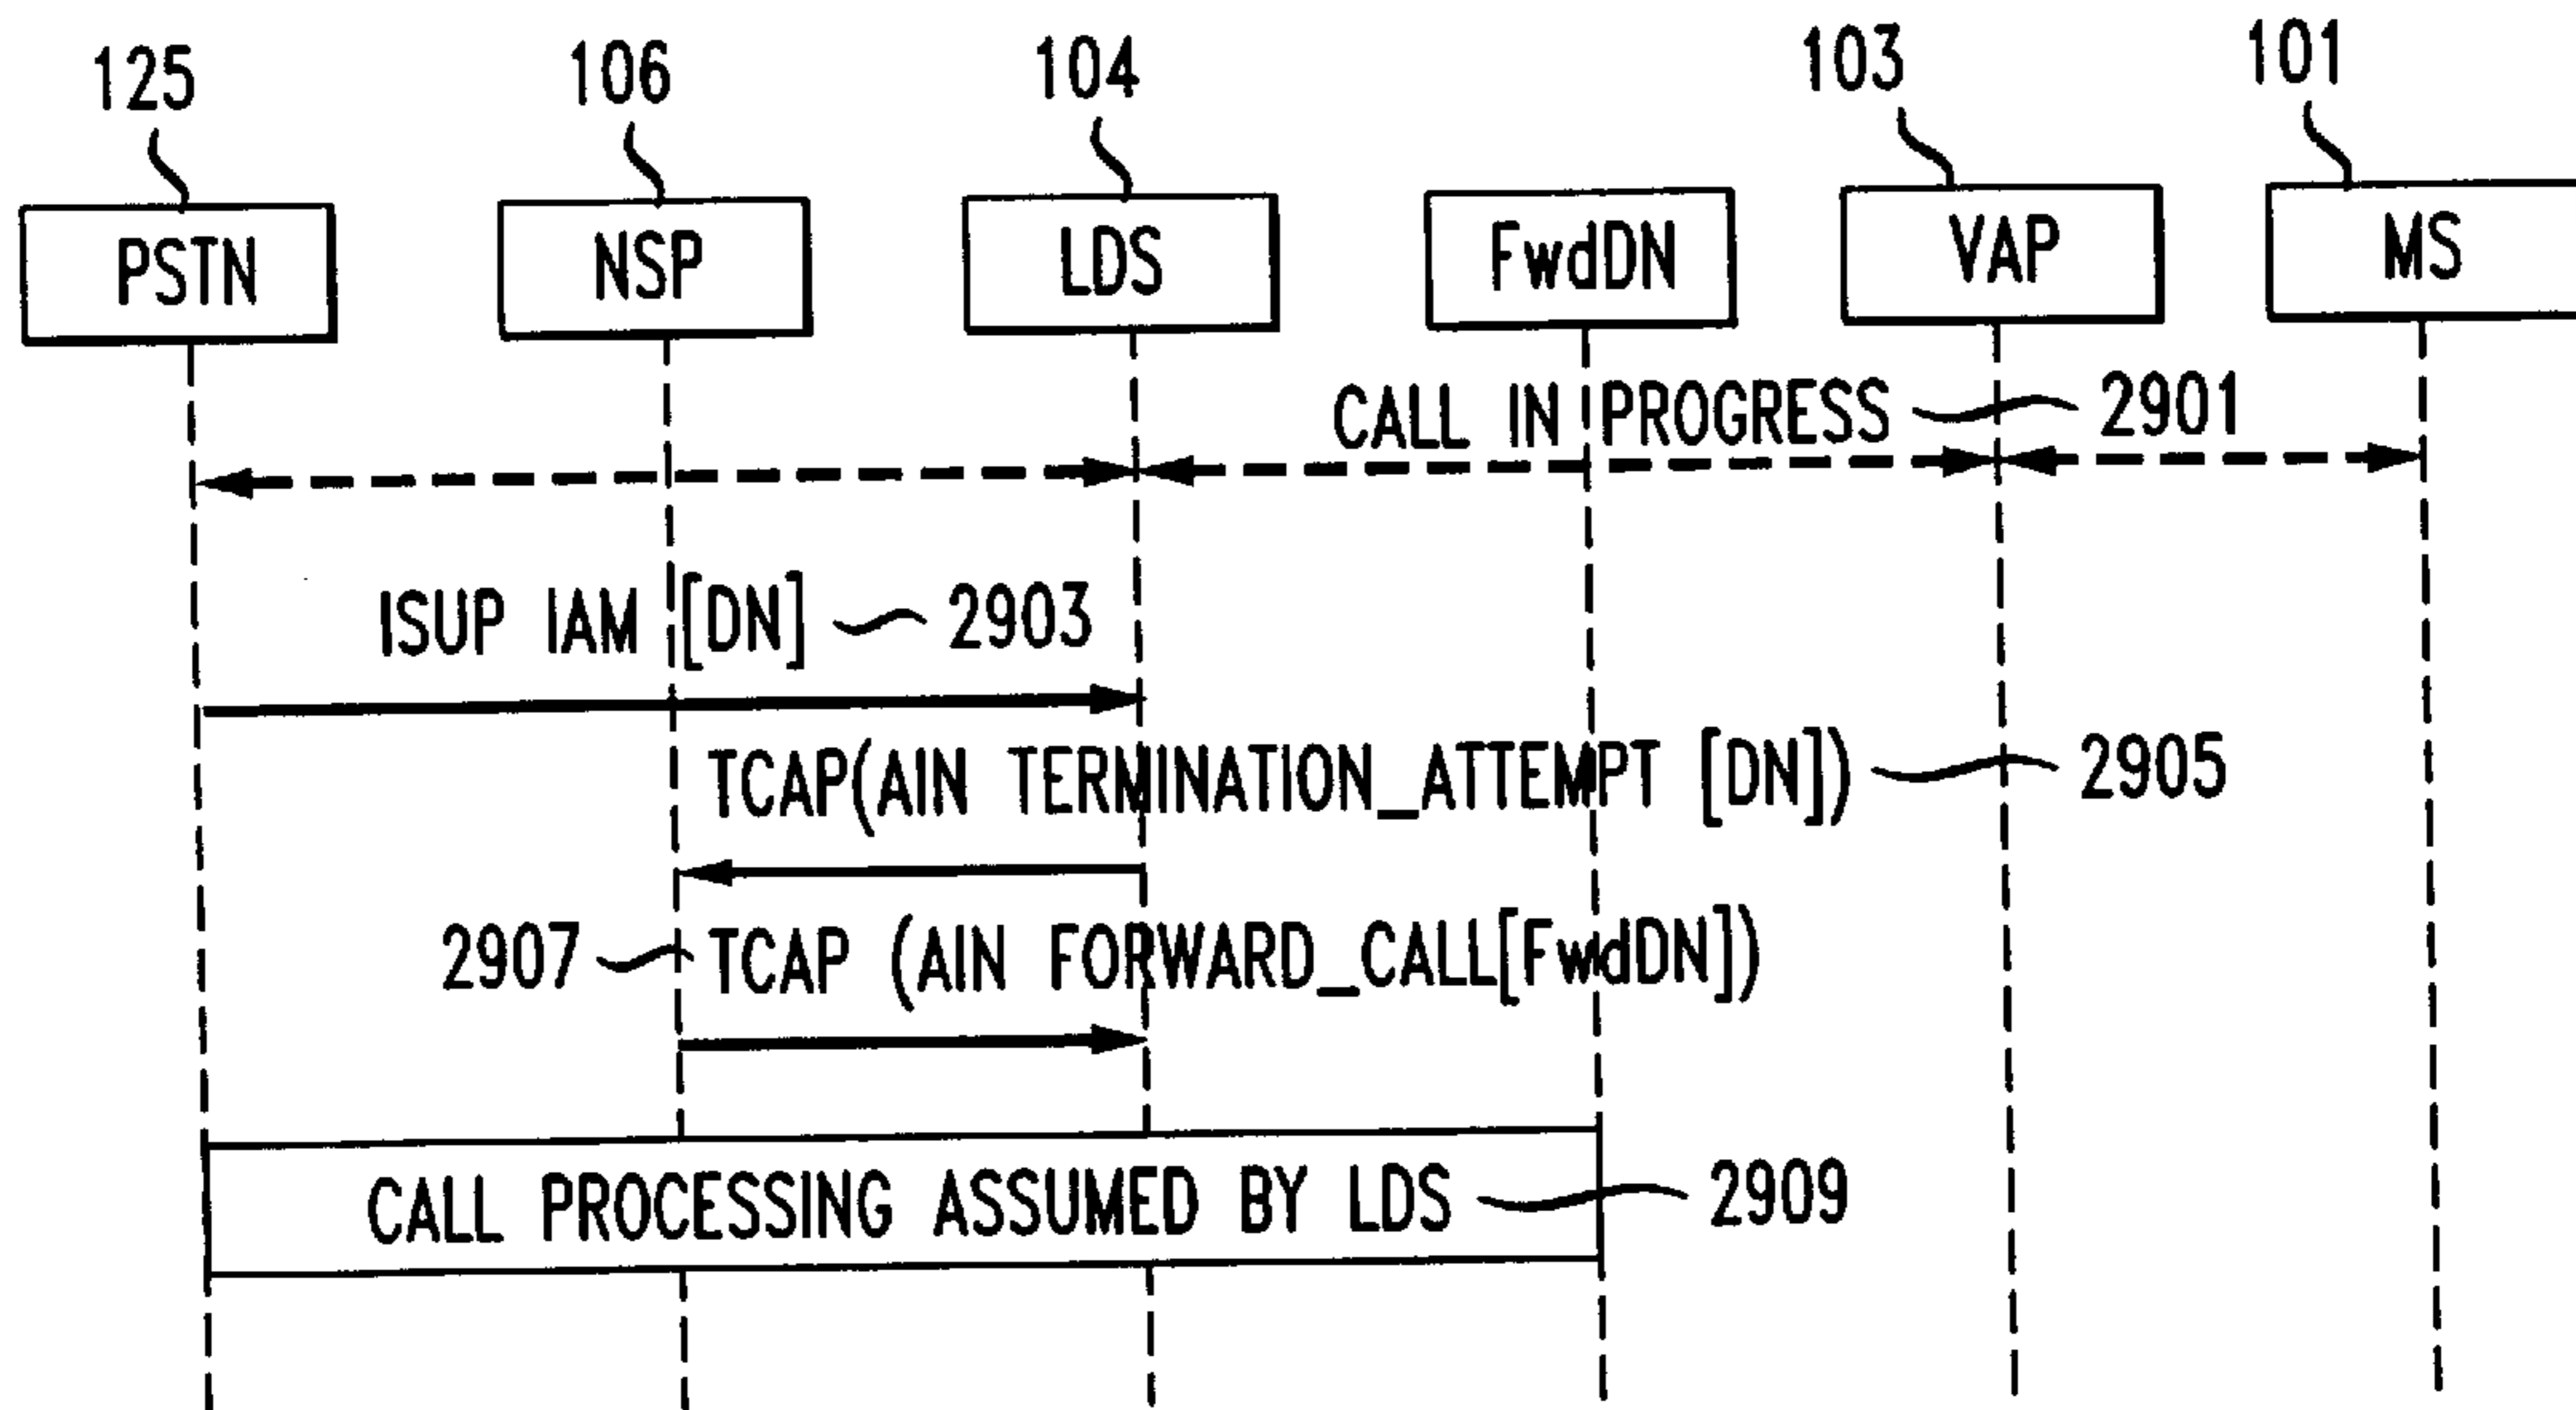 125 106 104 103 101
PSTN NSP LDS FwdDN VAP MS
CALL IN PROGRESS 2901
ISUP IAM [DN] 2903
TCAP(AIN TERMINATION_ATTEMPT [DN]) 2905
2907 TCAP (AIN FORWARD_CALL[FwdDN])
CALL PROCESSING ASSUMED BY LDS 2909